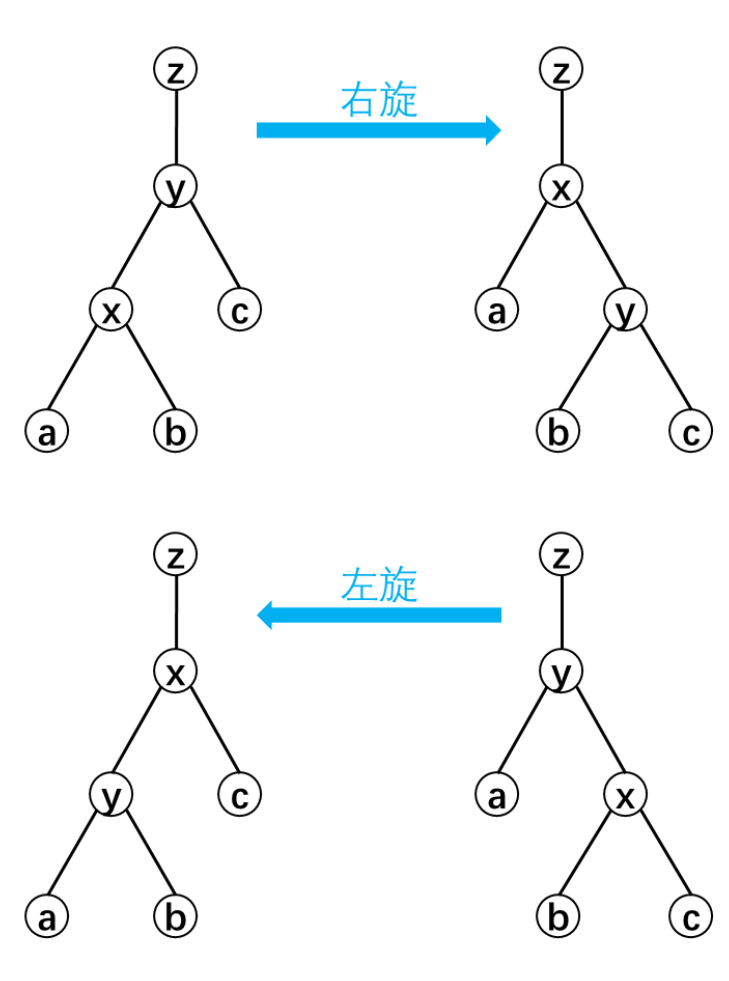 z z
右旋
y x
x c a y
a b b c
z z
左旋
x y
y c a x
a b b c